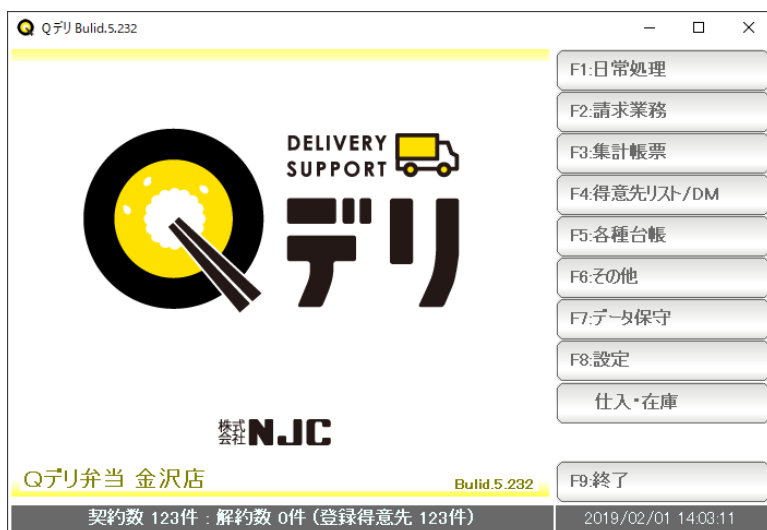 Qデリ Bulid.5.232
DELIVERY
SUPPORT
Qデリ
株式会社NJC
Qデリ弁当 金沢店
Bulid.5.232
F1:日常処理
F2:請求業務
F3:集計帳票
F4:得意先リスト/DM
F5:各種台帳
F6:その他
F7:データ保守
F8:設定
仕入・在庫
F9:終了
契約数 123件 : 解約数 0件 (登録得意先 123件)
2019/02/01 14:03:11